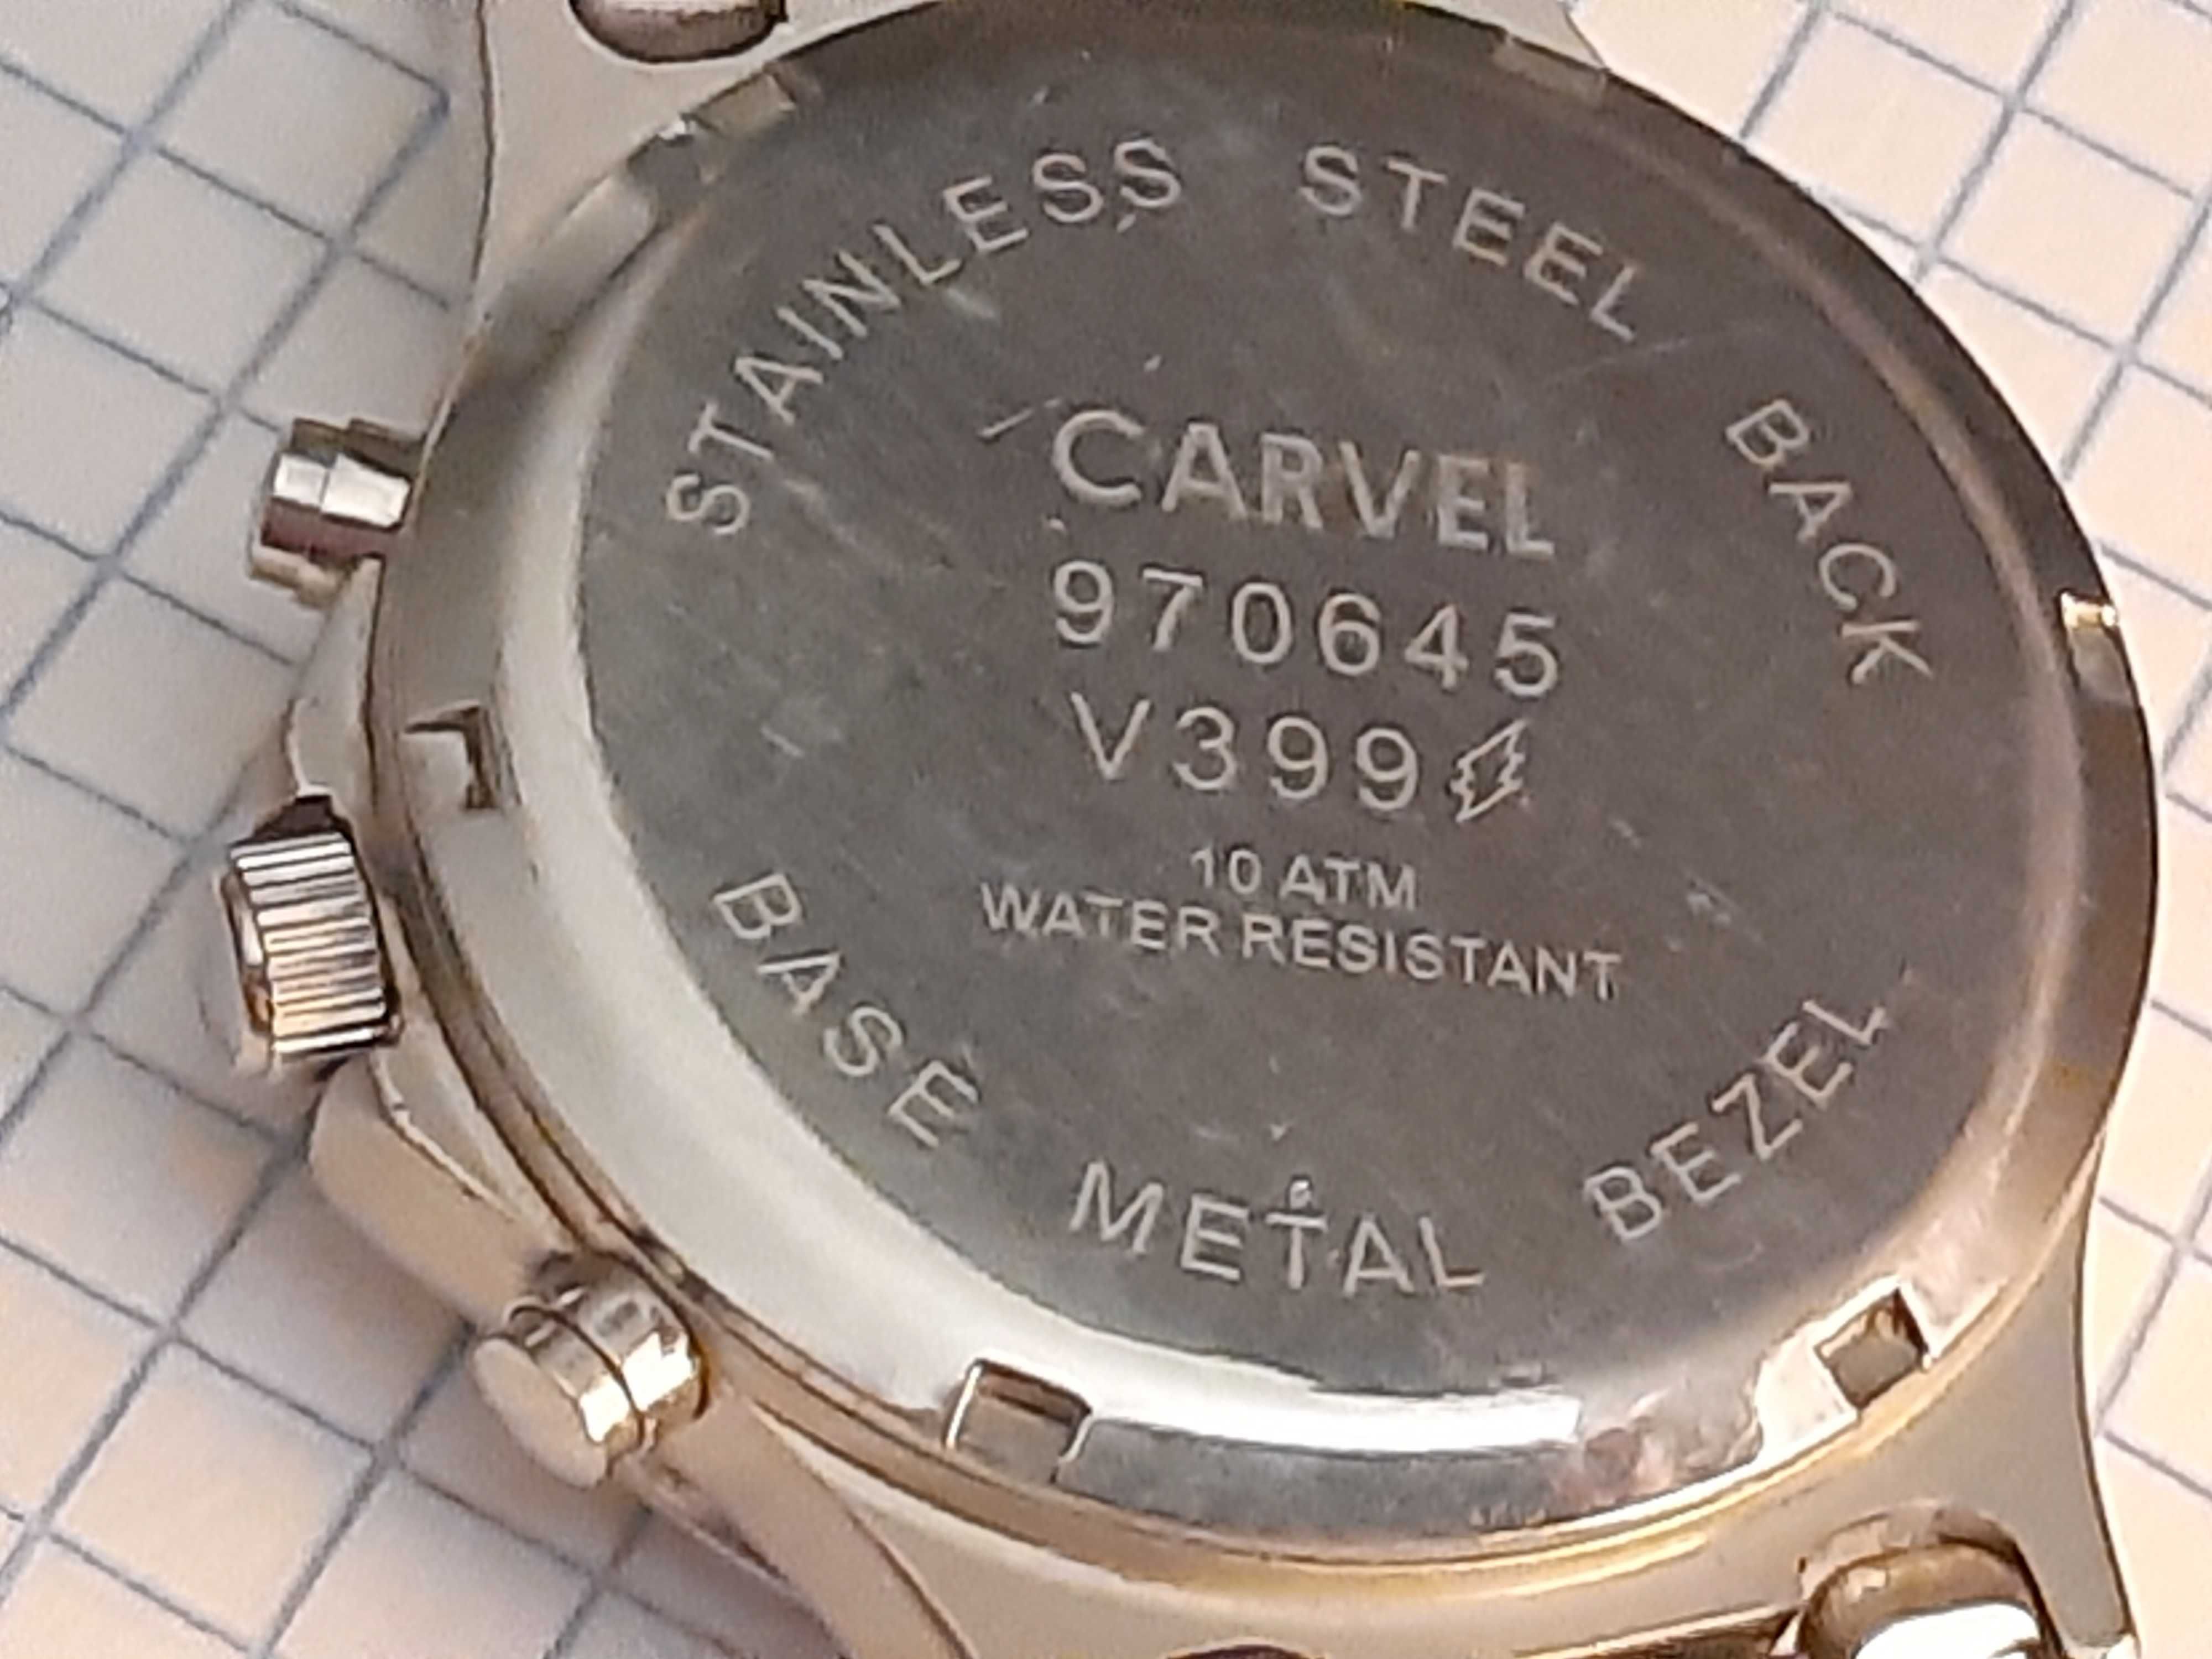 STAINLESS STEEL BACK
CARVEL
970645
V399
10 ATM
WATER RESISTANT
BASE METAL BEZEL